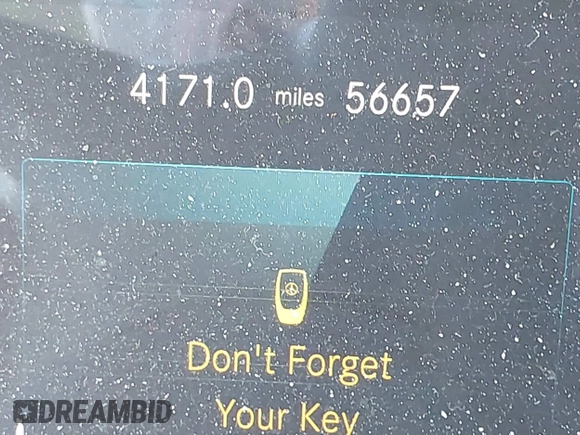 4171.0 miles 56657
Don't Forget
Your Key
DREAMBID